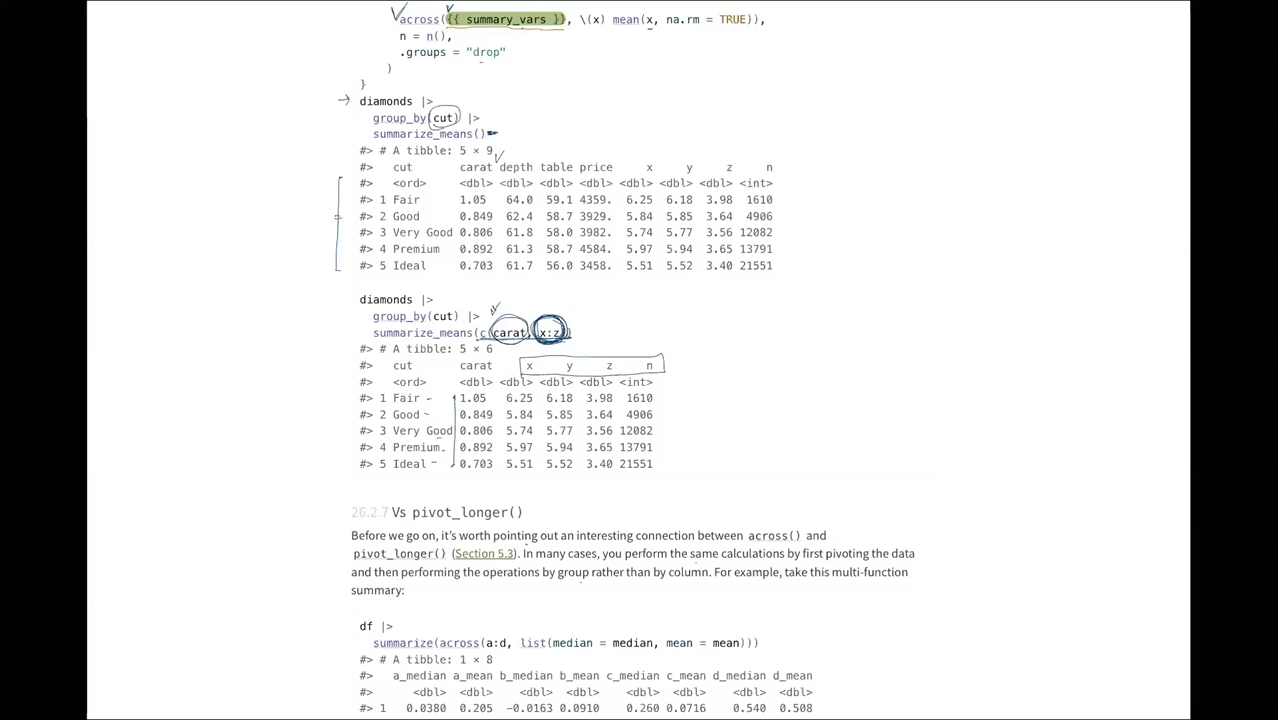 across({{ summary_vars }}, \(x) mean(x, na.rm = TRUE)),
n = n(),
.groups = "drop"
)
}
diamonds |>
group_by(cut) |>
summarize_means()
#> # A tibble: 5 × 9
#> cut carat depth table price x y z n
#> <ord> <dbl> <dbl> <dbl> <dbl> <dbl> <dbl> <dbl> <int>
#> 1 Fair 1.05 64.0 59.1 4359. 6.25 6.18 3.98 1610
#> 2 Good 0.849 62.4 58.7 3929. 5.84 5.85 3.64 4906
#> 3 Very Good 0.806 61.8 58.0 3982. 5.74 5.77 3.56 12082
#> 4 Premium 0.892 61.3 58.7 4584. 5.97 5.94 3.65 13791
#> 5 Ideal 0.703 61.7 56.0 3458. 5.51 5.52 3.40 21551
diamonds |>
group_by(cut) |>
summarize_means(c(carat, x:z))
#> # A tibble: 5 × 6
#> cut carat x y z n
#> <ord> <dbl> <dbl> <dbl> <dbl> <int>
#> 1 Fair 1.05 6.25 6.18 3.98 1610
#> 2 Good 0.849 5.84 5.85 3.64 4906
#> 3 Very Good 0.806 5.74 5.77 3.56 12082
#> 4 Premium 0.892 5.97 5.94 3.65 13791
#> 5 Ideal 0.703 5.51 5.52 3.40 21551
26.2.7 Vs pivot_longer()
Before we go on, it's worth pointing out an interesting connection between across() and
pivot_longer() (Section 5.3). In many cases, you perform the same calculations by first pivoting the data
and then performing the operations by group rather than by column. For example, take this multi-function
summary:
df |>
summarize(across(a:d, list(median = median, mean = mean)))
#> # A tibble: 1 × 8
#> a_median a_mean b_median b_mean c_median c_mean d_median d_mean
#> <dbl> <dbl> <dbl> <dbl> <dbl> <dbl> <dbl> <dbl>
#> 1 0.0380 0.205 -0.0163 0.0910 0.260 0.0716 0.540 0.508